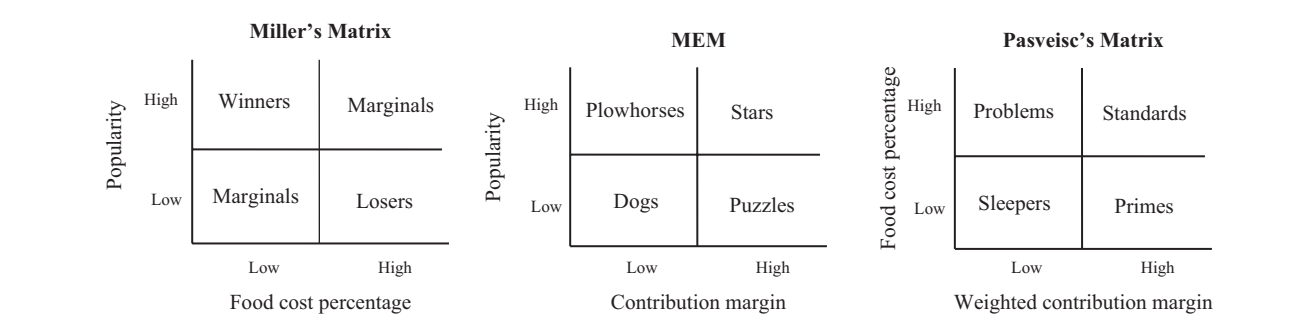 Miller's Matrix
Popularity
High
Winners
Marginals
Low
Marginals
Losers
Low
High
Food cost percentage
MEM
Popularity
High
Plowhorses
Stars
Low
Dogs
Puzzles
Low
High
Contribution margin
Pasveisc's Matrix
Food cost percentage
High
Problems
Standards
Low
Sleepers
Primes
Low
High
Weighted contribution margin